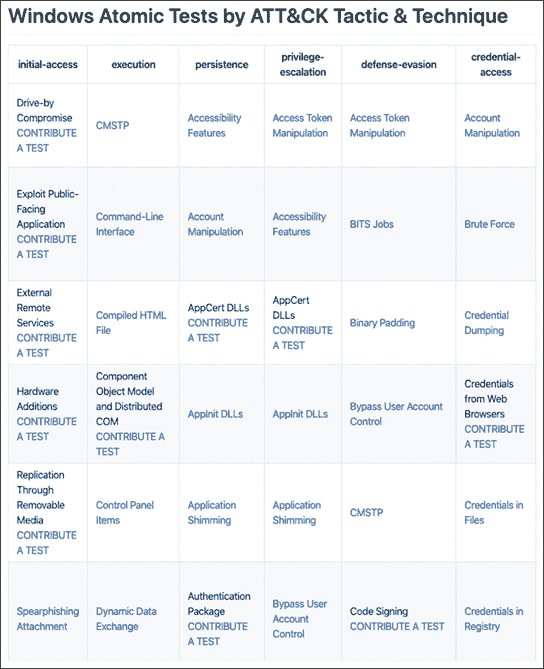 Windows Atomic Tests by ATT&CK Tactic & Technique
initial-access
execution
persistence
privilege-
escalation
defense-evasion
credential-
access
Drive-by
Compromise
CONTRIBUTE
A TEST
CMSTP
Accessibility
Features
Access Token
Manipulation
Access Token
Manipulation
Account
Manipulation
Exploit Public-
Facing
Application
CONTRIBUTE
A TEST
Command-Line
Interface
Account
Manipulation
Accessibility
Features
BITS Jobs
Brute Force
External
Remote
Services
CONTRIBUTE
A TEST
Compiled HTML
File
AppCert DLLs
CONTRIBUTE
A TEST
AppCert
DLLs
CONTRIBUTE
A TEST
Binary Padding
Credential
Dumping
Hardware
Additions
CONTRIBUTE
A TEST
Component
Object Model
and Distributed
COM
CONTRIBUTE A
TEST
AppInit DLLs
AppInit DLLs
Bypass User Account
Control
Credentials
from Web
Browsers
CONTRIBUTE
A TEST
Replication
Through
Removable
Media
CONTRIBUTE
A TEST
Control Panel
Items
Application
Shimming
Application
Shimming
CMSTP
Credentials in
Files
Spearphishing
Attachment
Dynamic Data
Exchange
Authentication
Package
CONTRIBUTE
A TEST
Bypass User
Account
Control
Code Signing
CONTRIBUTE A TEST
Credentials in
Registry